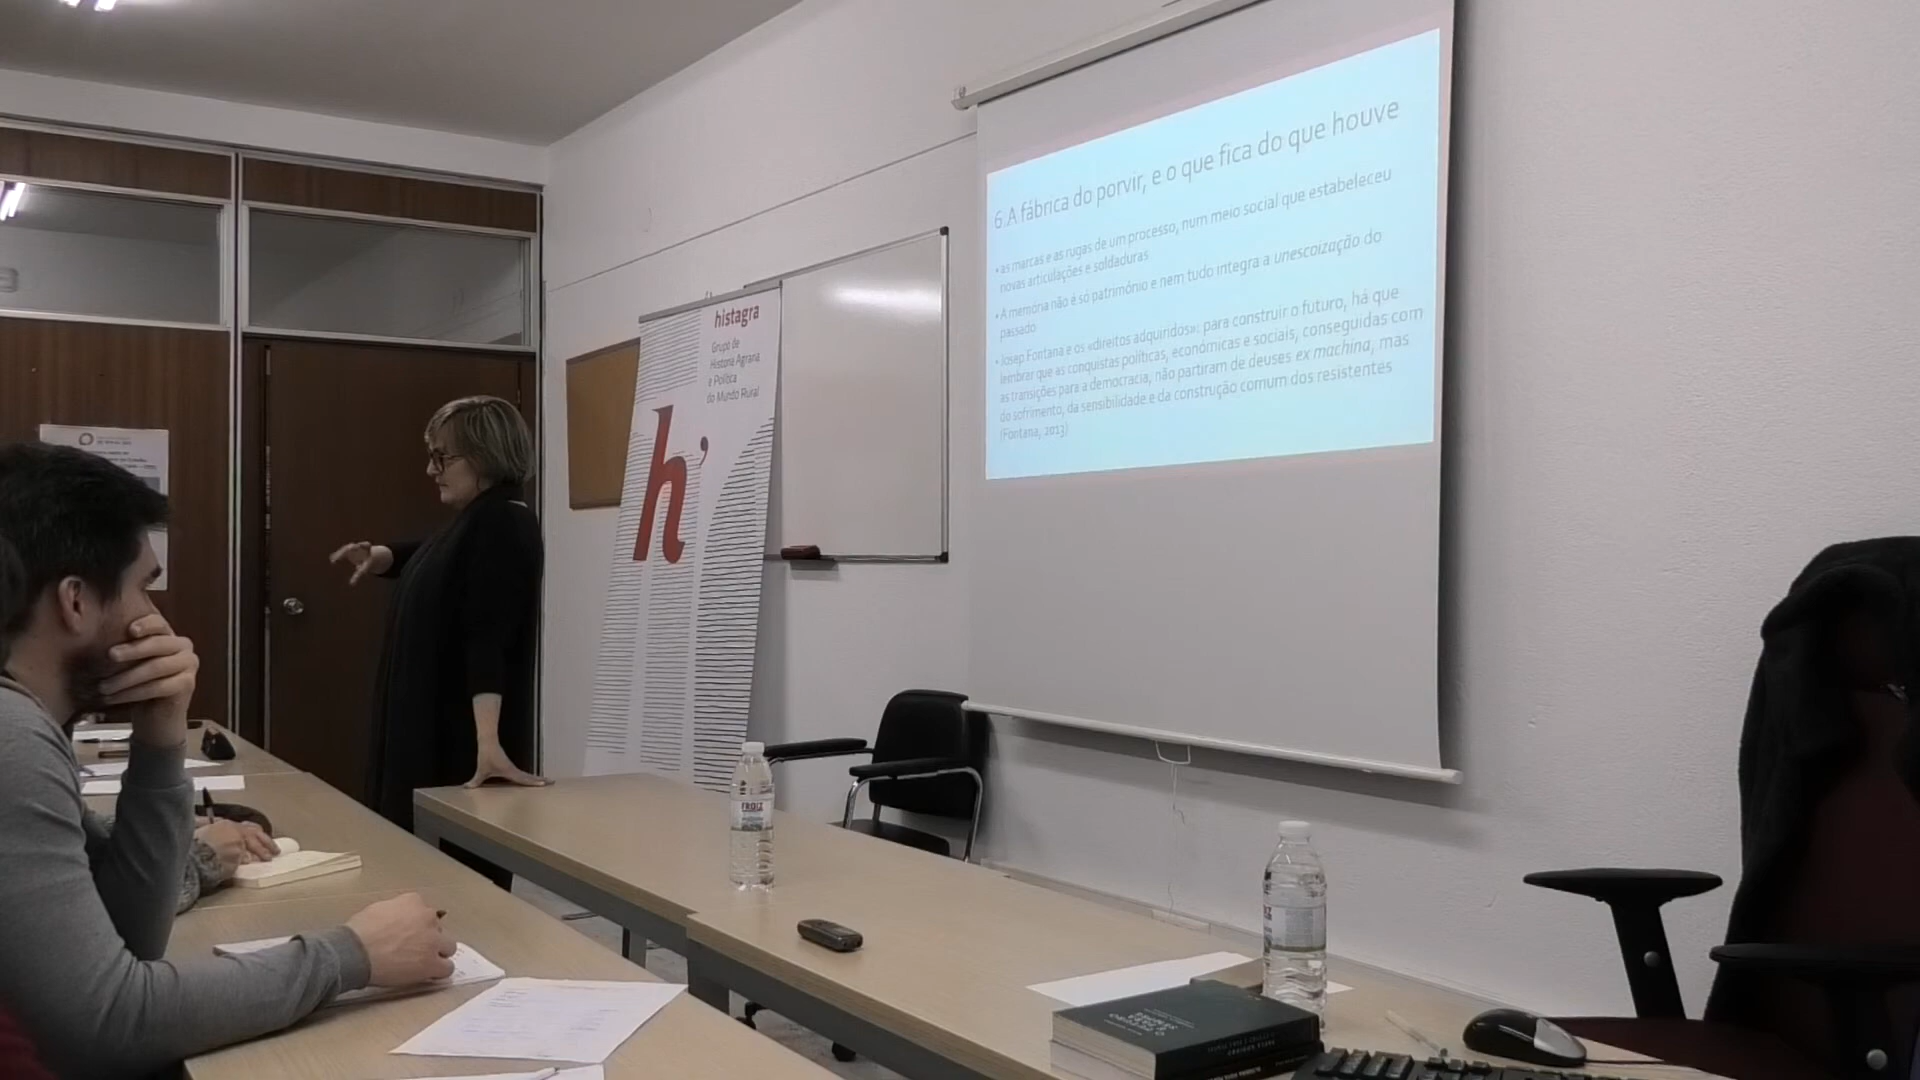 6.A fábrica do porvir, e o que fica do que houve
• as marcas e as rugas de um processo, num meio social que estabeleceu
novas articulações e soldaduras
• A memória não é só património e nem tudo integra a unescoização do
passado
• Josep Fontana e os «direitos adquiridos»: para construir o futuro, há que
lembrar que as conquistas políticas, económicas e sociais, conseguidas com
as transições para a democracia, não partiram de deuses ex machina, mas
do sofrimento, da sensibilidade e da construção comum dos resistentes
(Fontana, 2013)
histagra
Grupo de
Historia Agraria
e Política
do Mundo Rural
h'
FROIZ